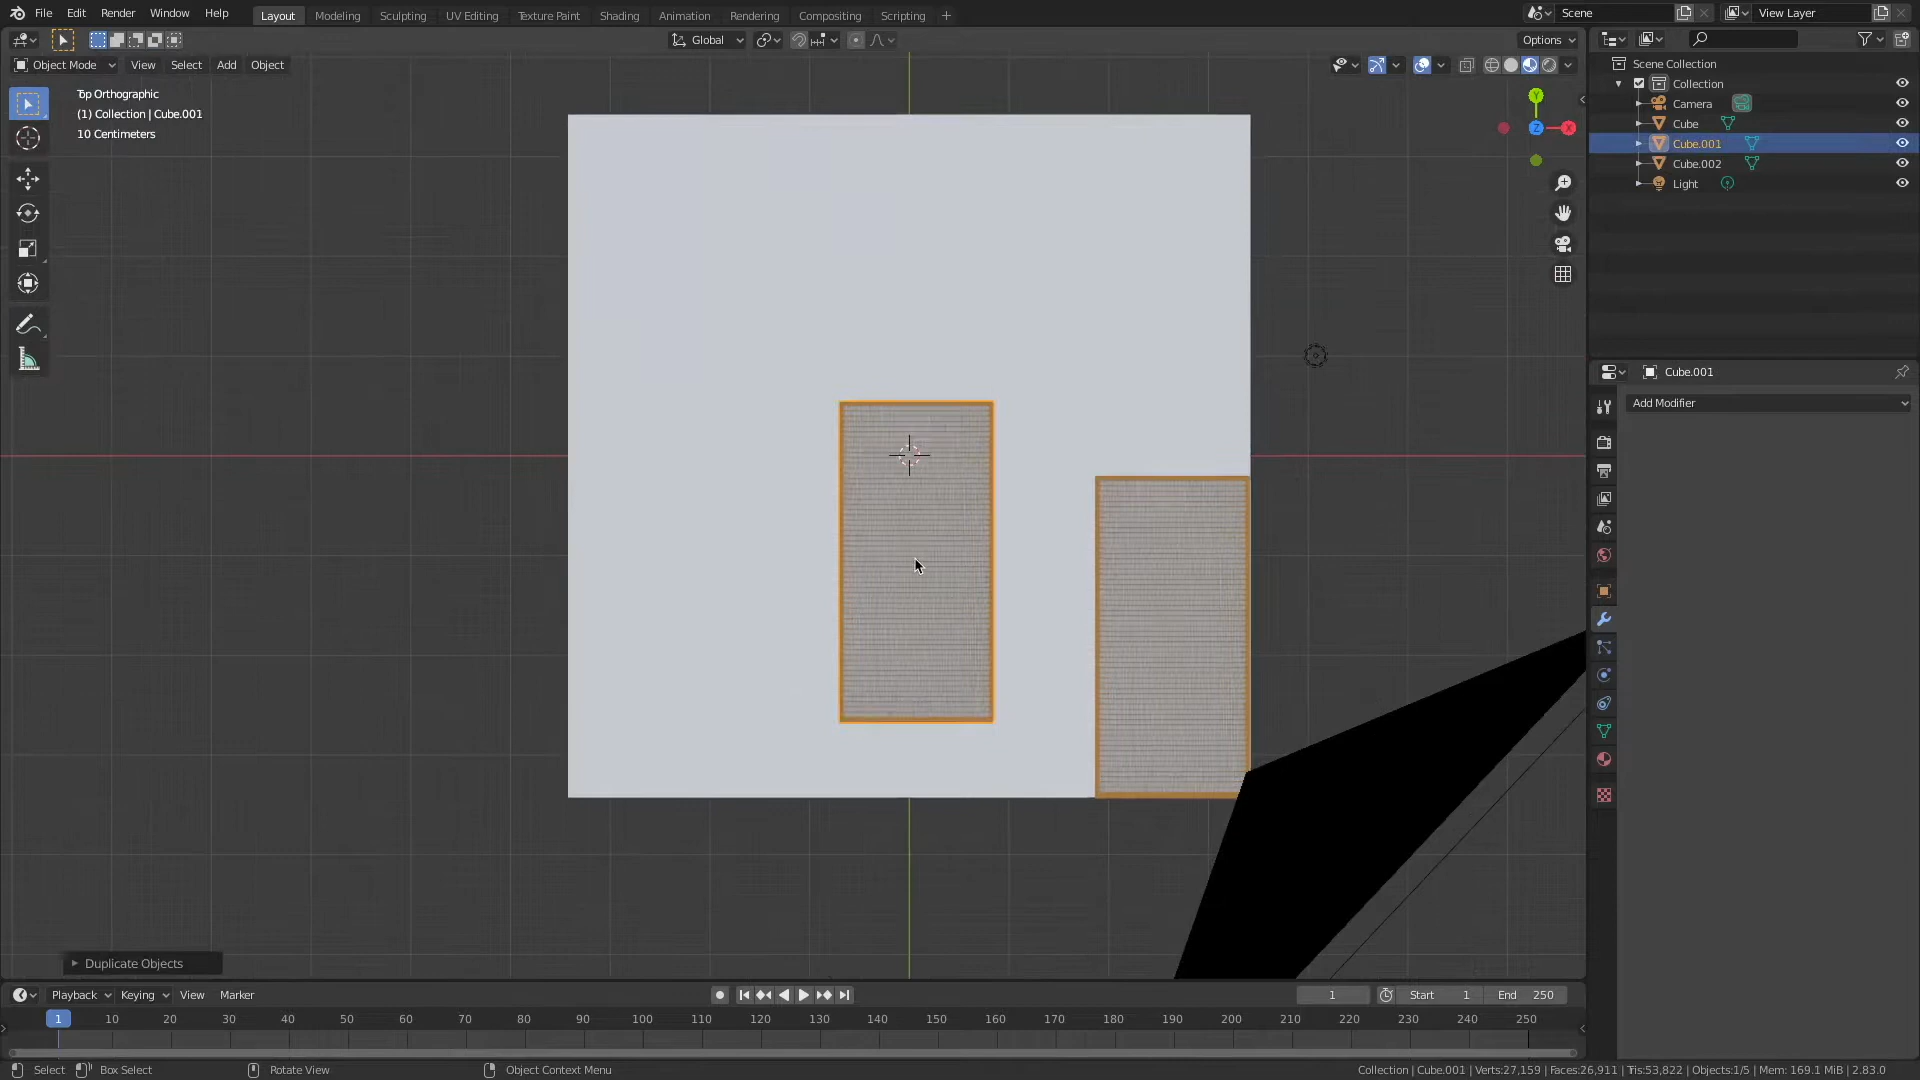 File Edit Render Window Help Layout Modeling Sculpting UV Editing Texture Paint Shading Animation Rendering Compositing Scripting + Scene View Layer
Global Options
Object Mode View Select Add Object
Y
X
Z
Top Orthographic
(1) Collection | Cube.001
10 Centimeters
Scene Collection
Collection
Camera
Cube
Cube.001
Cube.002
Light
Cube.001
Add Modifier
Duplicate Objects
Playback Keying View Marker 1 Start 1 End 250
1 10 20 30 40 50 60 70 80 90 100 110 120 130 140 150 160 170 180 190 200 210 220 230 240 250
Select Box Select Rotate View Object Context Menu Collection | Cube.001 | Verts:27,159 | Faces:26,911 | Tris:53,822 | Objects:1/5 | Mem: 169.1 MiB | 2.83.0